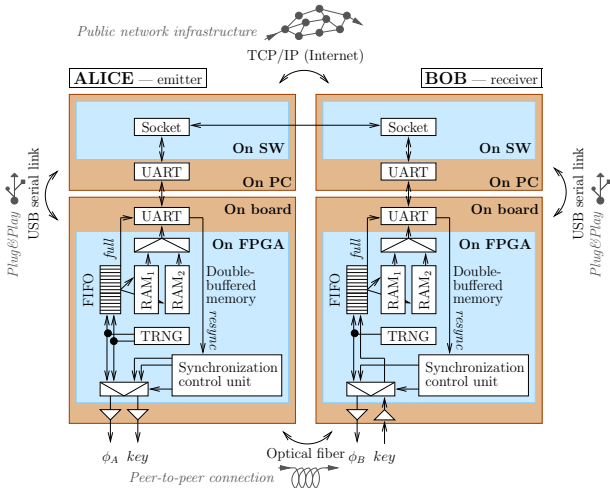 Public network infrastructure
TCP/IP (Internet)
ALICE — emitter
BOB — receiver
Socket
Socket
On SW
On SW
UART
UART
On PC
On PC
USB serial link
Plug&Play
USB serial link
Plug&Play
On board
On board
UART
UART
full
On FPGA
full
On FPGA
FIFO
RAM1
RAM2
Double-
buffered
memory
FIFO
RAM1
RAM2
Double-
buffered
memory
resync
resync
TRNG
TRNG
Synchronization
control unit
Synchronization
control unit
ϕA key
Optical fiber
ϕB key
Peer-to-peer connection